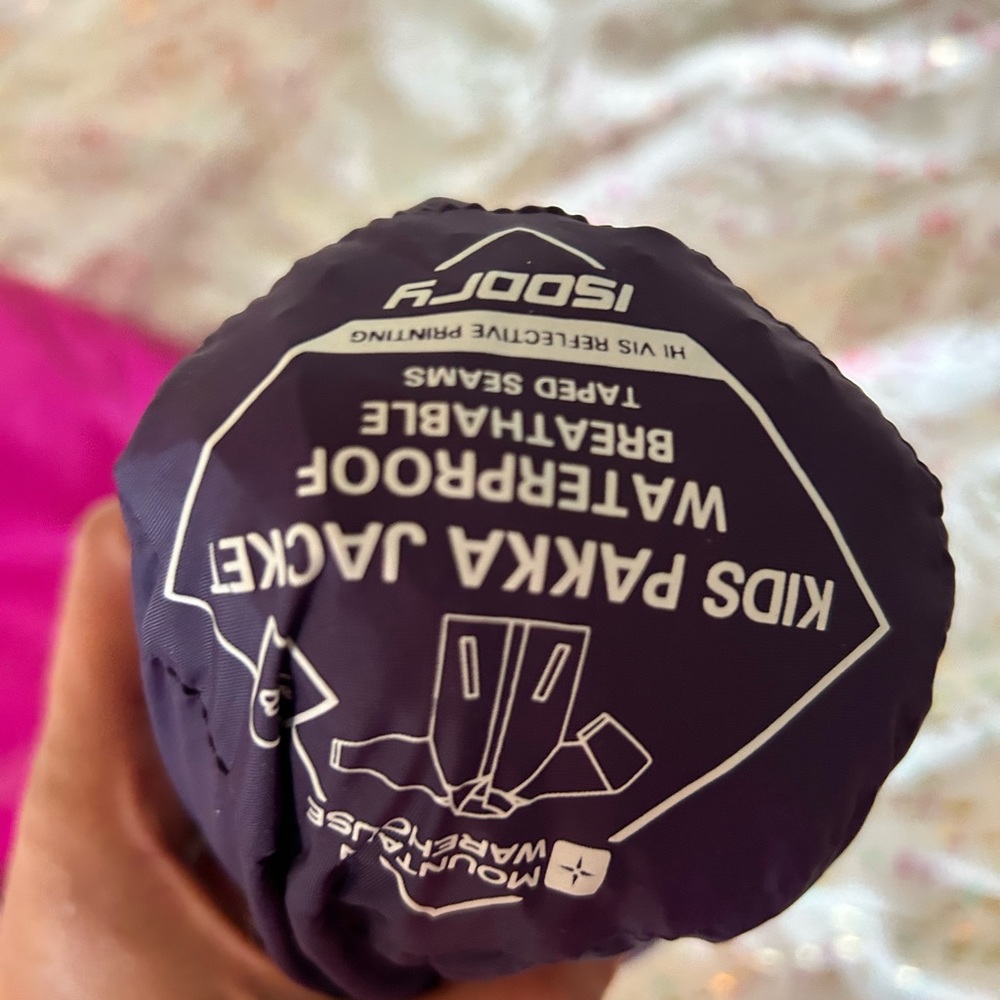 MOUNTAIN
WAREHOUSE
KIDS PAKKA JACKET
WATERPROOF
BREATHABLE
TAPED SEAMS
HI VIS REFLECTIVE PRINTING
ISODRY